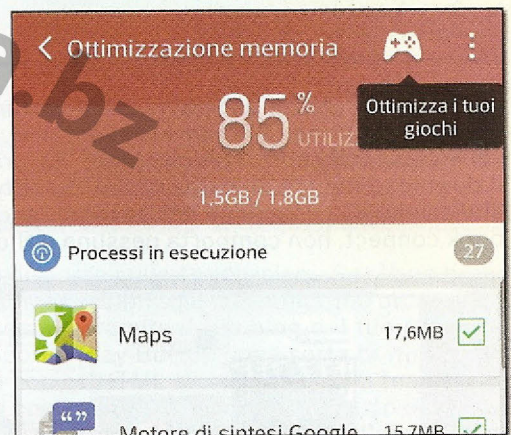 Ottimizzazione memoria
85%
Ottimizza i tuoi
giochi
1,5GB / 1,8GB
Processi in esecuzione
27
Maps
17,6MB
Motore di sintesi Google
15,7MB